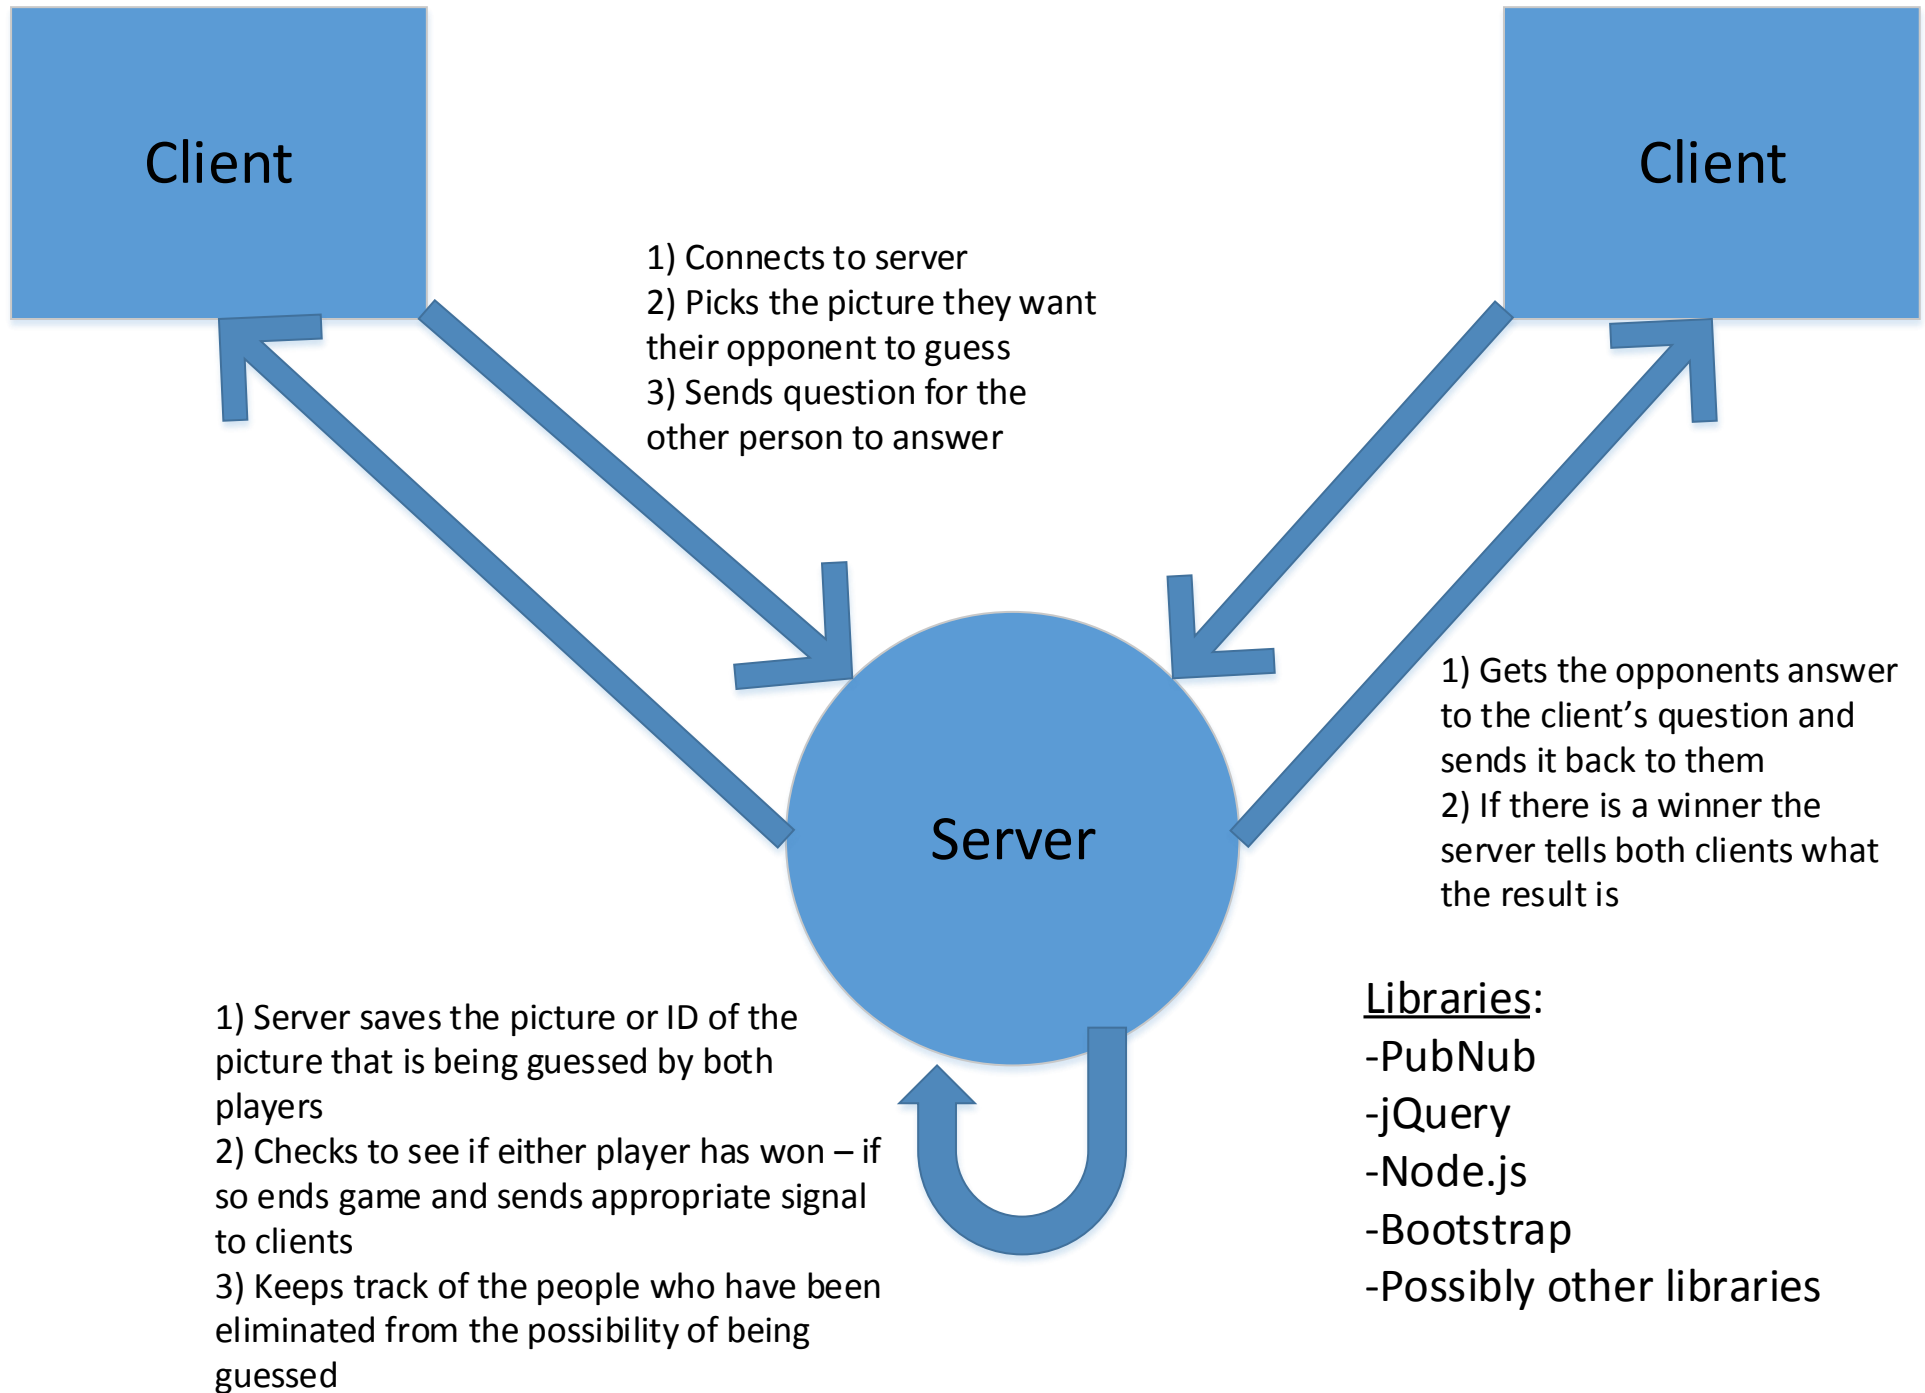 Client
Client
1) Connects to server
2) Picks the picture they want
their opponent to guess
3) Sends question for the
other person to answer
Server
1) Gets the opponents answer
to the client’s question and
sends it back to them
2) If there is a winner the
server tells both clients what
the result is
1) Server saves the picture or ID of the
picture that is being guessed by both
players
2) Checks to see if either player has won – if
so ends game and sends appropriate signal
to clients
3) Keeps track of the people who have been
eliminated from the possibility of being
guessed
Libraries:
-PubNub
-jQuery
-Node.js
-Bootstrap
-Possibly other libraries